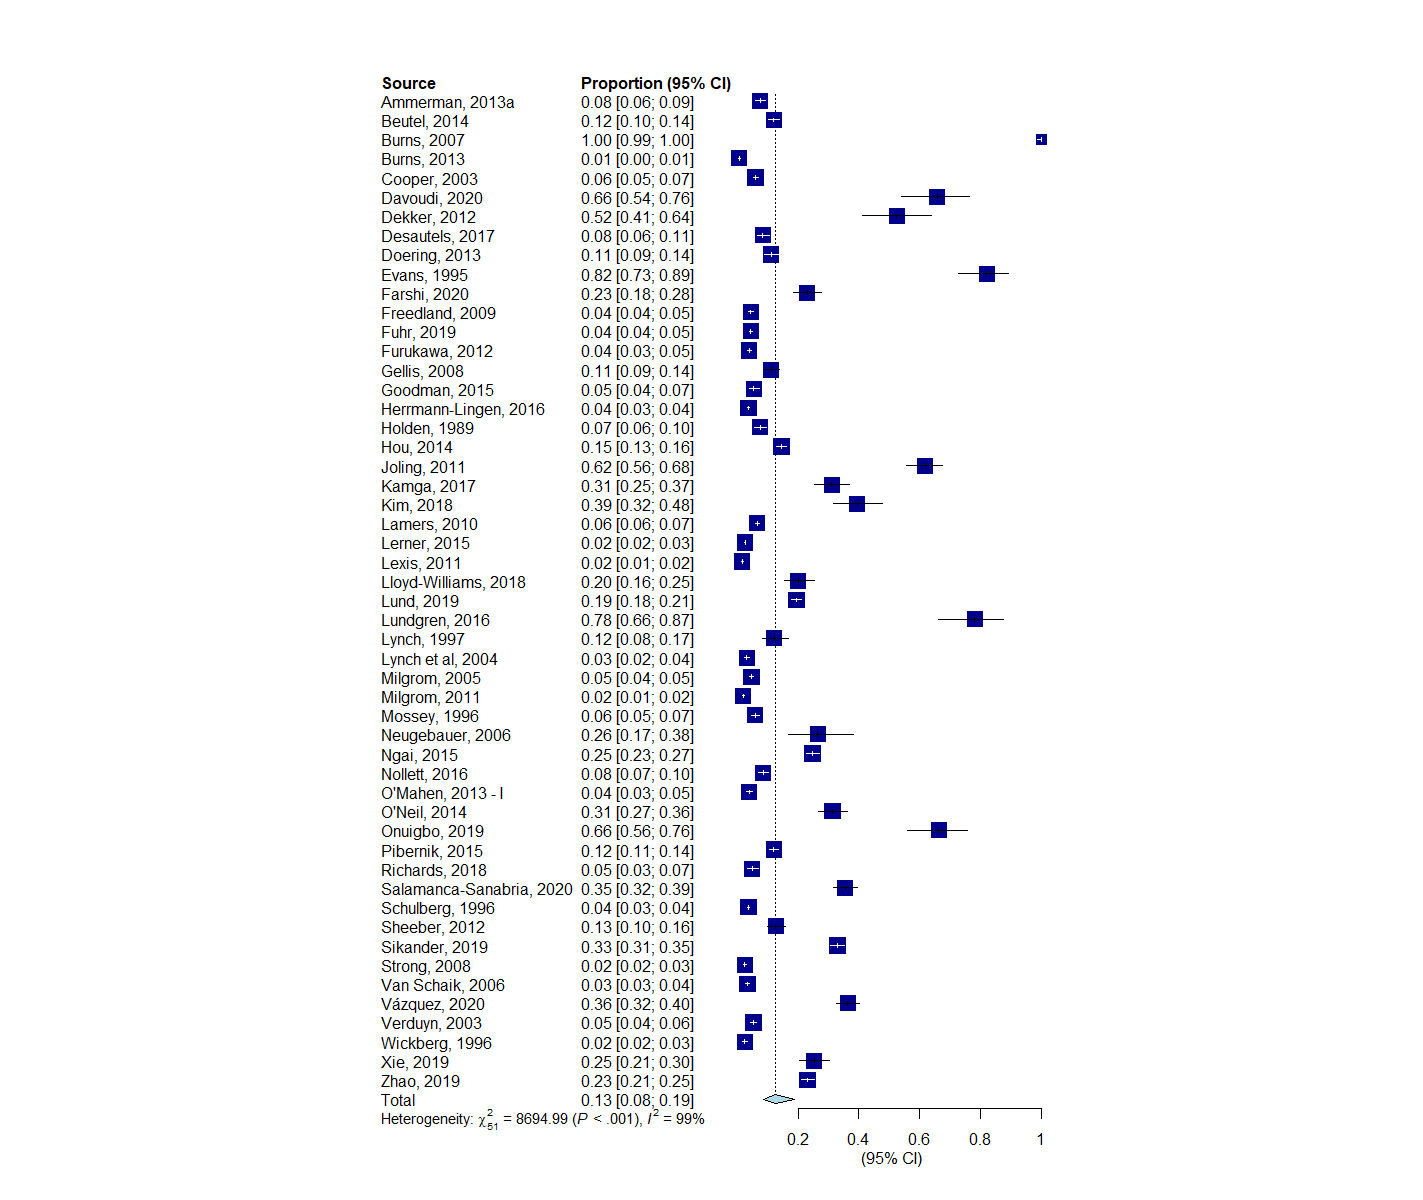 Source Proportion (95% CI)
Ammerman, 2013a 0.08 [0.06; 0.09]
Beutel, 2014 0.12 [0.10; 0.14]
Burns, 2007 1.00 [0.99; 1.00]
Burns, 2013 0.01 [0.00; 0.01]
Cooper, 2003 0.06 [0.05; 0.07]
Davoudi, 2020 0.66 [0.54; 0.76]
Dekker, 2012 0.52 [0.41; 0.64]
Desautels, 2017 0.08 [0.06; 0.11]
Doering, 2013 0.11 [0.09; 0.14]
Evans, 1995 0.82 [0.73; 0.89]
Farshi, 2020 0.23 [0.18; 0.28]
Freedland, 2009 0.04 [0.04; 0.05]
Fuhr, 2019 0.04 [0.04; 0.05]
Furukawa, 2012 0.04 [0.03; 0.05]
Gellis, 2008 0.11 [0.09; 0.14]
Goodman, 2015 0.05 [0.04; 0.07]
Herrmann-Lingen, 2016 0.04 [0.03; 0.04]
Holden, 1989 0.07 [0.06; 0.10]
Hou, 2014 0.15 [0.13; 0.16]
Joling, 2011 0.62 [0.56; 0.68]
Kamga, 2017 0.31 [0.25; 0.37]
Kim, 2018 0.39 [0.32; 0.48]
Lamers, 2010 0.06 [0.06; 0.07]
Lerner, 2015 0.02 [0.02; 0.03]
Lexis, 2011 0.02 [0.01; 0.02]
Lloyd-Williams, 2018 0.20 [0.16; 0.25]
Lund, 2019 0.19 [0.18; 0.21]
Lundgren, 2016 0.78 [0.66; 0.87]
Lynch, 1997 0.12 [0.08; 0.17]
Lynch et al, 2004 0.03 [0.02; 0.04]
Milgrom, 2005 0.05 [0.04; 0.05]
Milgrom, 2011 0.02 [0.01; 0.02]
Mossey, 1996 0.06 [0.05; 0.07]
Neugebauer, 2006 0.26 [0.17; 0.38]
Ngai, 2015 0.25 [0.23; 0.27]
Nollett, 2016 0.08 [0.07; 0.10]
O'Mahen, 2013 - I 0.04 [0.03; 0.05]
O'Neil, 2014 0.31 [0.27; 0.36]
Onuigbo, 2019 0.66 [0.56; 0.76]
Pibernik, 2015 0.12 [0.11; 0.14]
Richards, 2018 0.05 [0.03; 0.07]
Salamanca-Sanabria, 2020 0.35 [0.32; 0.39]
Schulberg, 1996 0.04 [0.03; 0.04]
Sheeber, 2012 0.13 [0.10; 0.16]
Sikander, 2019 0.33 [0.31; 0.35]
Strong, 2008 0.02 [0.02; 0.03]
Van Schaik, 2006 0.03 [0.03; 0.04]
Vázquez, 2020 0.36 [0.32; 0.40]
Verduyn, 2003 0.05 [0.04; 0.06]
Wickberg, 1996 0.02 [0.02; 0.03]
Xie, 2019 0.25 [0.21; 0.30]
Zhao, 2019 0.23 [0.21; 0.25]
Total 0.13 [0.08; 0.19]
Heterogeneity: χ²₅₁ = 8694.99 (P < .001), I² = 99%
0.2 0.4 0.6 0.8 1
(95% CI)